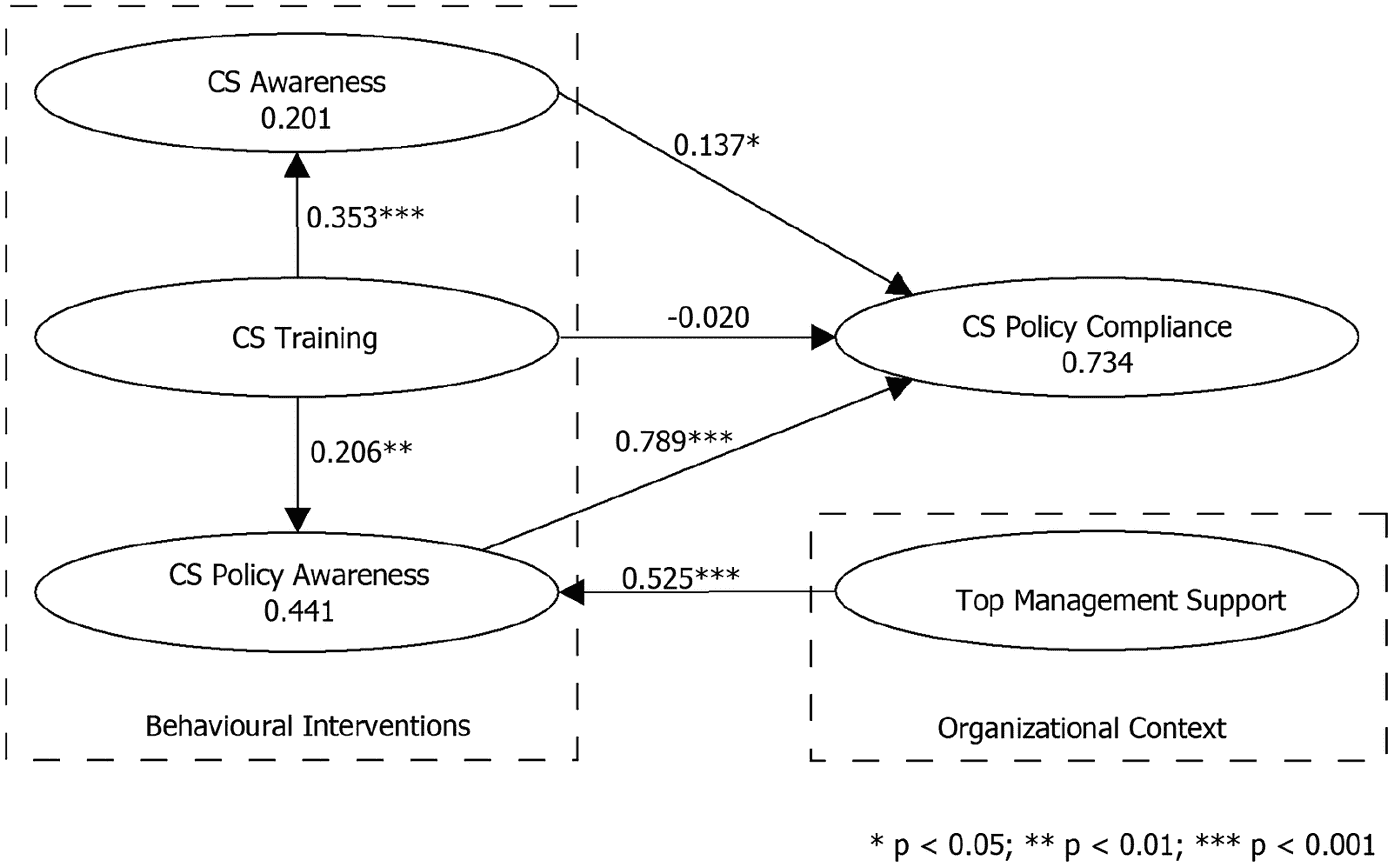 CS Awareness
0.201
0.137*
0.353***
CS Training
-0.020
CS Policy Compliance
0.734
0.206**
0.789***
CS Policy Awareness
0.441
0.525***
Top Management Support
Behavioural Interventions
Organizational Context
* p < 0.05; ** p < 0.01; *** p < 0.001